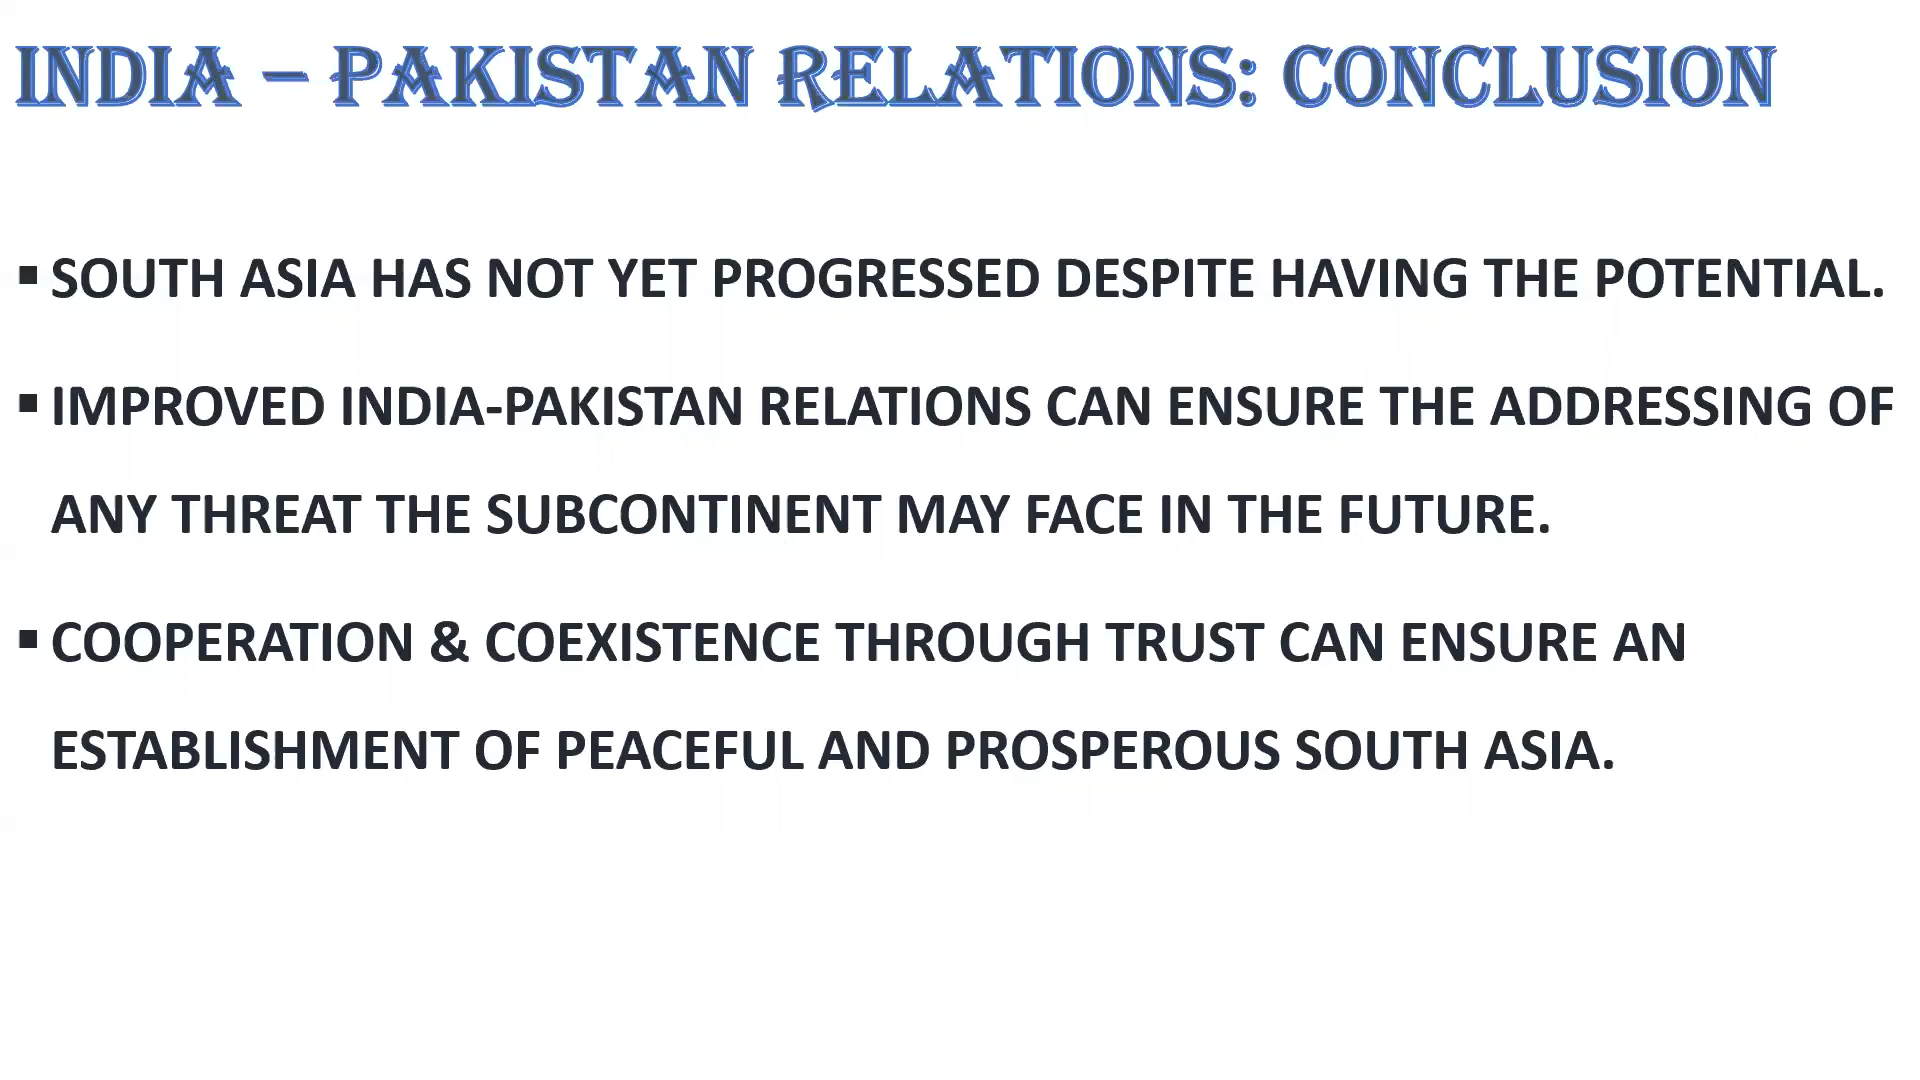 INDIA – PAKISTAN RELATIONS: CONCLUSION
▪ SOUTH ASIA HAS NOT YET PROGRESSED DESPITE HAVING THE POTENTIAL.
▪ IMPROVED INDIA-PAKISTAN RELATIONS CAN ENSURE THE ADDRESSING OF
ANY THREAT THE SUBCONTINENT MAY FACE IN THE FUTURE.
▪ COOPERATION & COEXISTENCE THROUGH TRUST CAN ENSURE AN
ESTABLISHMENT OF PEACEFUL AND PROSPEROUS SOUTH ASIA.